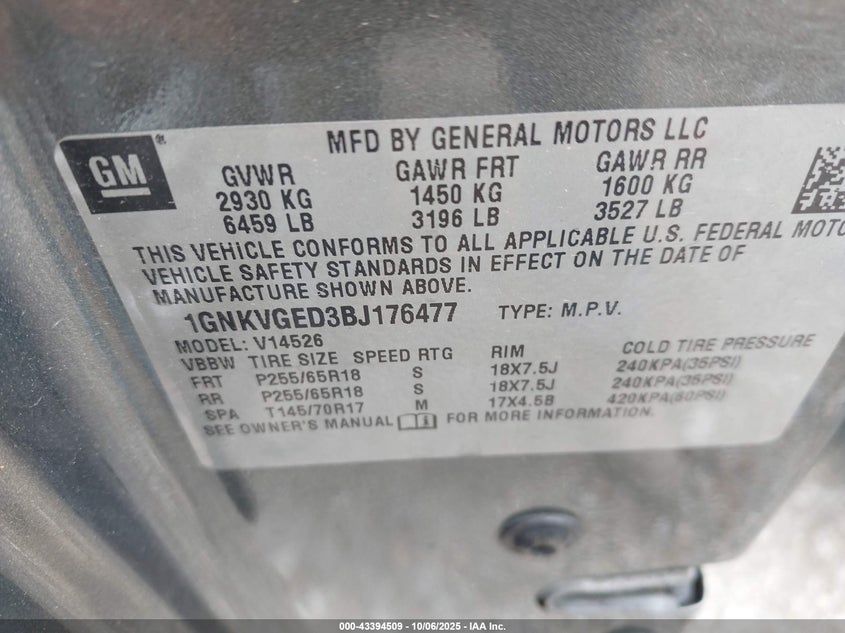 MFD BY GENERAL MOTORS LLC
GM®
GVWR GAWR FRT GAWR RR
2930 KG 1450 KG 1600 KG
6459 LB 3196 LB 3527 LB
THIS VEHICLE CONFORMS TO ALL APPLICABLE U.S. FEDERAL MOTO
VEHICLE SAFETY STANDARDS IN EFFECT ON THE DATE OF
MANUFACTURE SHOWN ABOVE.
1GNKVGED3BJ176477 TYPE: M.P.V.
MODEL: V14526
VBBW TIRE SIZE SPEED RTG RIM COLD TIRE PRESSURE
FRT P255/65R18 S 18X7.5J 240KPA(35PSI)
RR P255/65R18 S 18X7.5J 240KPA(35PSI)
SPA T145/70R17 M 17X4.5B 420KPA(60PSI)
SEE OWNER'S MANUAL FOR MORE INFORMATION.
000-43394509 - 10/06/2025 - IAA Inc.